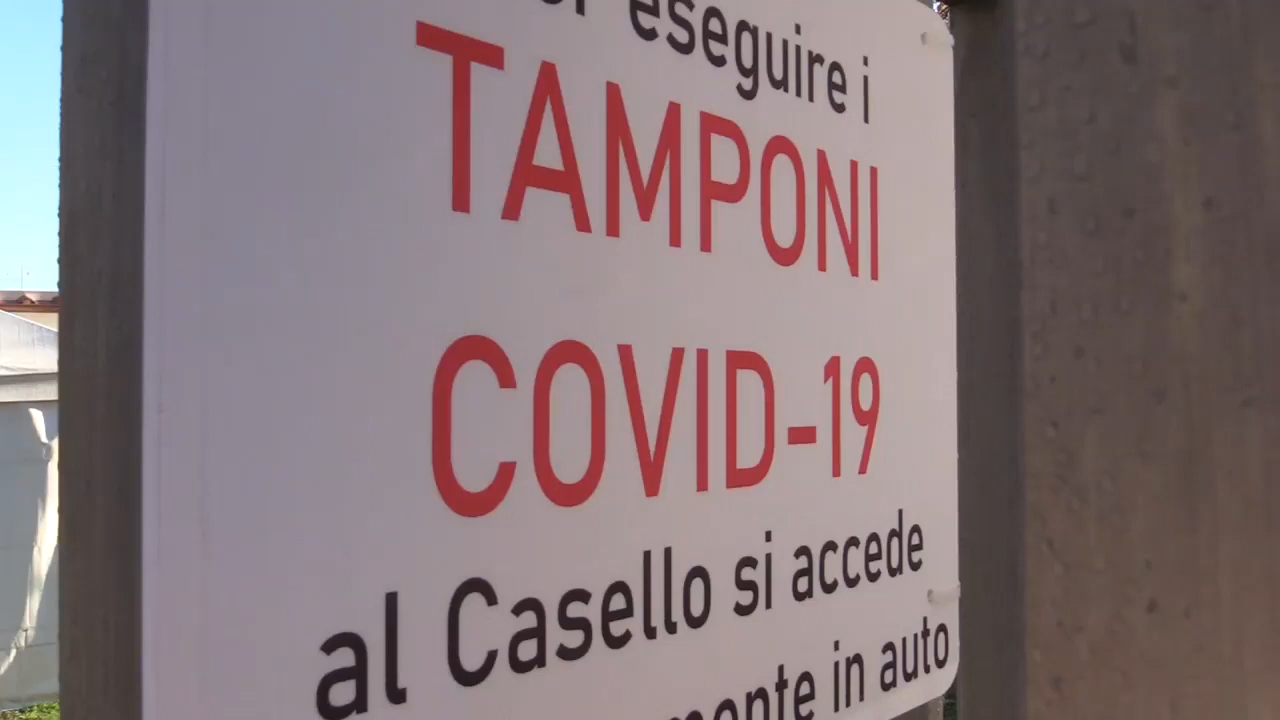 eseguire i
TAMPONI
COVID-19
al Casello si accede
in auto